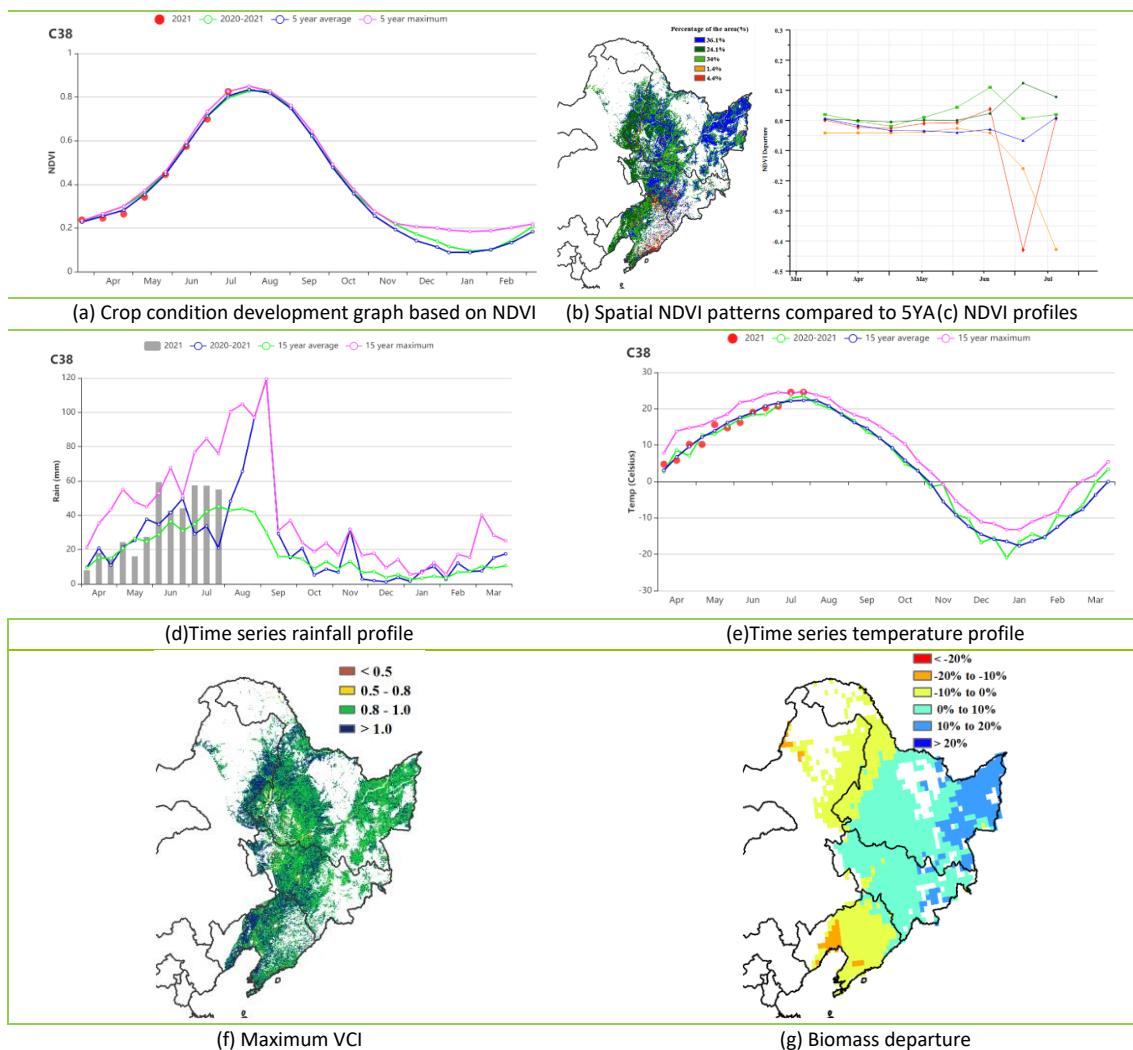 2021 2020-2021 5 year average 5 year maximum
C38
1
0.8
0.6
0.4
0.2
0
NDVI
Apr May Jun Jul Aug Sep Oct Nov Dec Jan Feb
Percentage of the area(%)
36.1%
24.1%
34%
1.4%
4.4%
0.3
0.2
0.1
0.0
-0.1
-0.2
-0.3
-0.4
-0.5
NDVI Departure
Mar Apr May Jun Jul
(a) Crop condition development graph based on NDVI (b) Spatial NDVI patterns compared to 5YA (c) NDVI profiles
2021 2020-2021 15 year average 15 year maximum
C38
120
100
80
60
40
20
0
Rain (mm)
Apr May Jun Jul Aug Sep Oct Nov Dec Jan Feb Mar
2021 2020-2021 15 year average 15 year maximum
C38
30
20
10
0
-10
-20
-30
Temp (Celsius)
Apr May Jun Jul Aug Sep Oct Nov Dec Jan Feb Mar
(d)Time series rainfall profile (e)Time series temperature profile
< 0.5
0.5 - 0.8
0.8 - 1.0
> 1.0
< -20%
-20% to -10%
-10% to 0%
0% to 10%
10% to 20%
> 20%
(f) Maximum VCI (g) Biomass departure